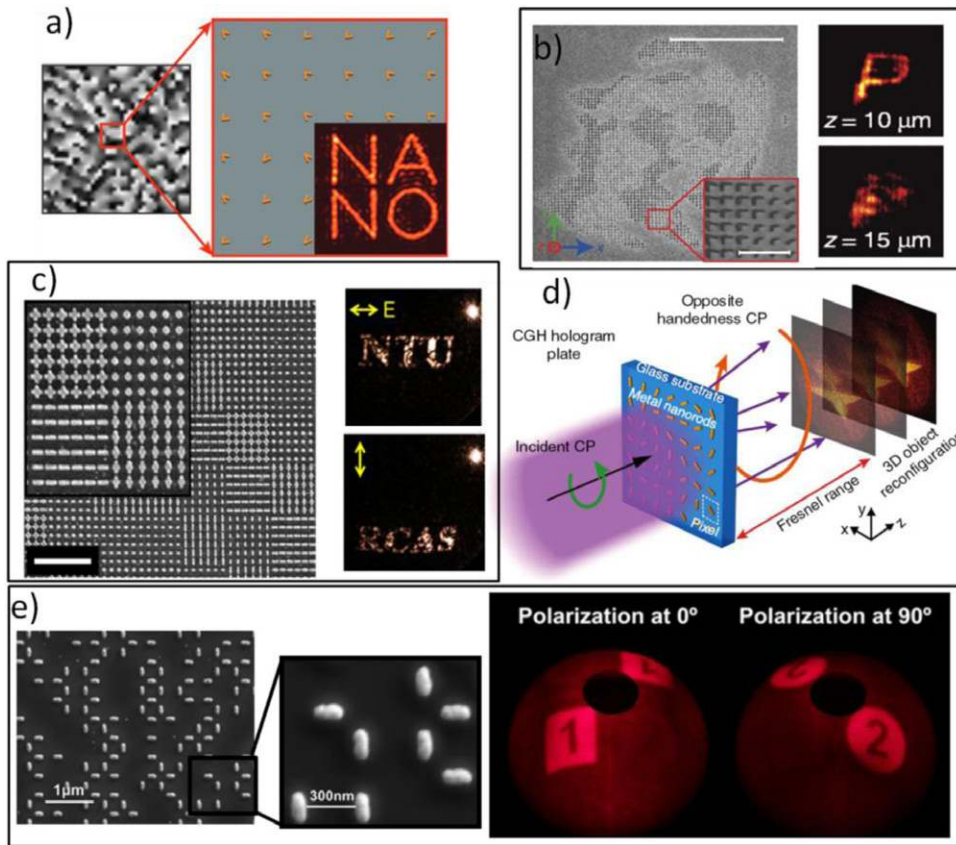 a)
NA
NO
b)
z = 10 µm
z = 15 µm
x
c)
E
NTU
RCAS
d)
Opposite
handedness CP
CGH hologram
plate
Glass substrate
Metal nanorods
Incident CP
Pixel
Fresnel range
3D object
reconfiguration
y
x
z
e)
1µm
300nm
Polarization at 0º
Polarization at 90º
1
2